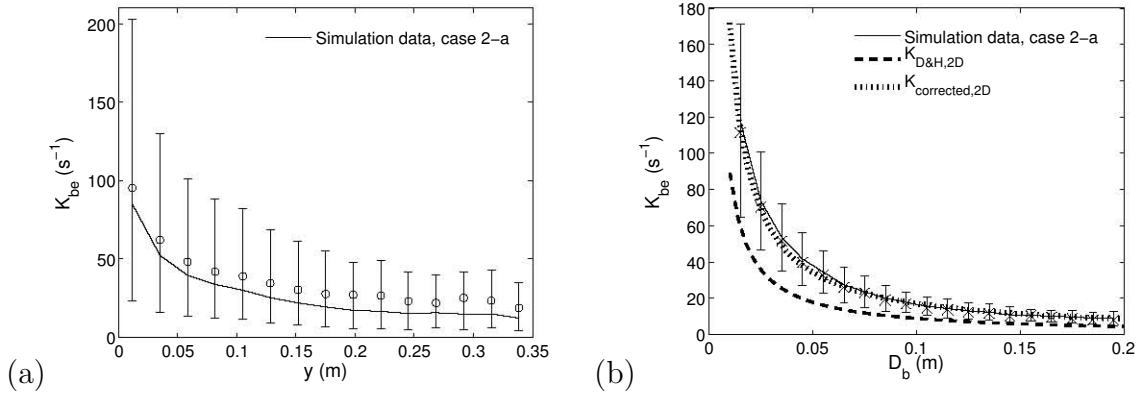 200
150
100
50
0
K_be (s⁻¹)
Simulation data, case 2-a
0 0.05 0.1 0.15 0.2 0.25 0.3 0.35
y (m)
(a)
180
160
140
120
100
80
60
40
20
0
K_be (s⁻¹)
Simulation data, case 2-a
K_D&H,2D
K_corrected,2D
0 0.05 0.1 0.15 0.2
D_b (m)
(b)